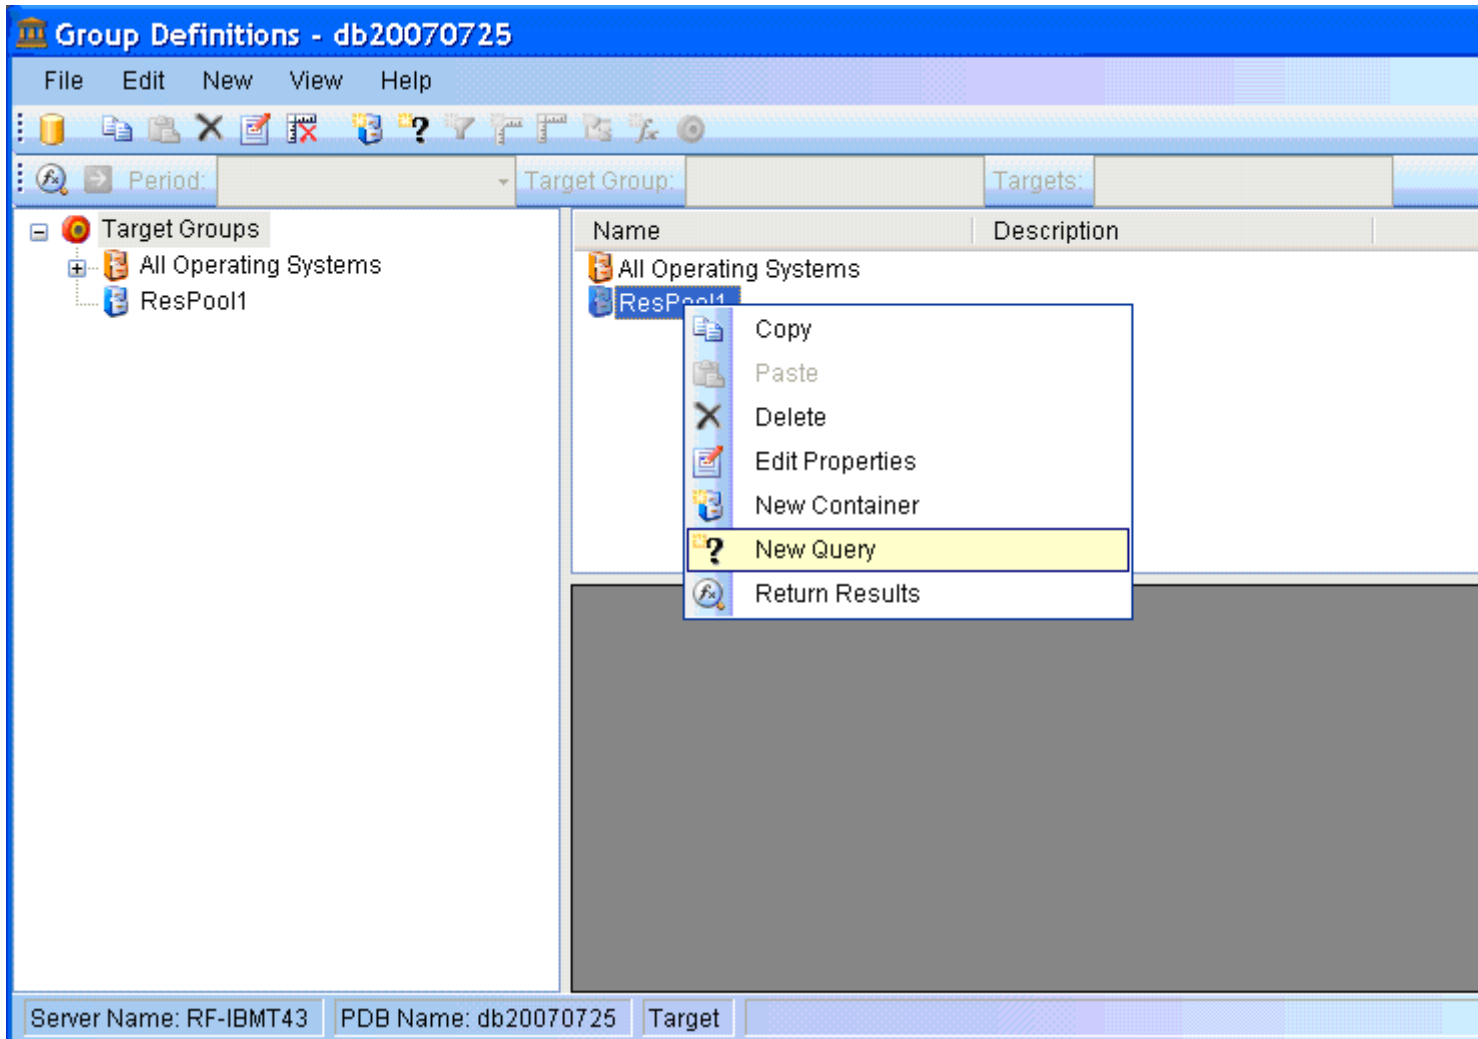 Group Definitions - db20070725
File Edit New View Help
Period: Target Group: Targets:
Target Groups
All Operating Systems
ResPool1
Name Description
All Operating Systems
ResPool1
Copy
Paste
Delete
Edit Properties
New Container
New Query
Return Results
Server Name: RF-IBMT43 PDB Name: db20070725 Target